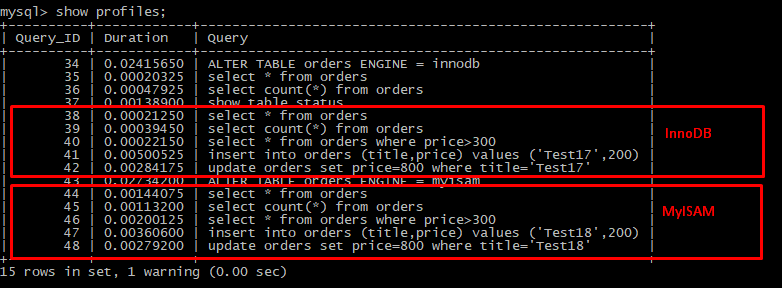 mysql> show profiles;
+----------+------------+-----------------------------------------------------+
| Query_ID | Duration | Query |
+----------+------------+-----------------------------------------------------+
| 34 | 0.02415650 | ALTER TABLE orders ENGINE = innodb |
| 35 | 0.00020325 | select * from orders |
| 36 | 0.00047925 | select count(*) from orders |
| 37 | 0.00138900 | show table status |
| 38 | 0.00021250 | select * from orders |
| 39 | 0.00039450 | select count(*) from orders |
InnoDB
| 40 | 0.00022150 | select * from orders where price>300 |
| 41 | 0.00500525 | insert into orders (title,price) values ('Test17',200) |
| 42 | 0.00284175 | update orders set price=800 where title='Test17' |
| 43 | 0.02734200 | ALTER TABLE orders ENGINE = myisam |
| 44 | 0.00144075 | select * from orders |
| 45 | 0.00113200 | select count(*) from orders |
MyISAM
| 46 | 0.00200125 | select * from orders where price>300 |
| 47 | 0.00360600 | insert into orders (title,price) values ('Test18',200) |
| 48 | 0.00279200 | update orders set price=800 where title='Test18' |
15 rows in set, 1 warning (0.00 sec)